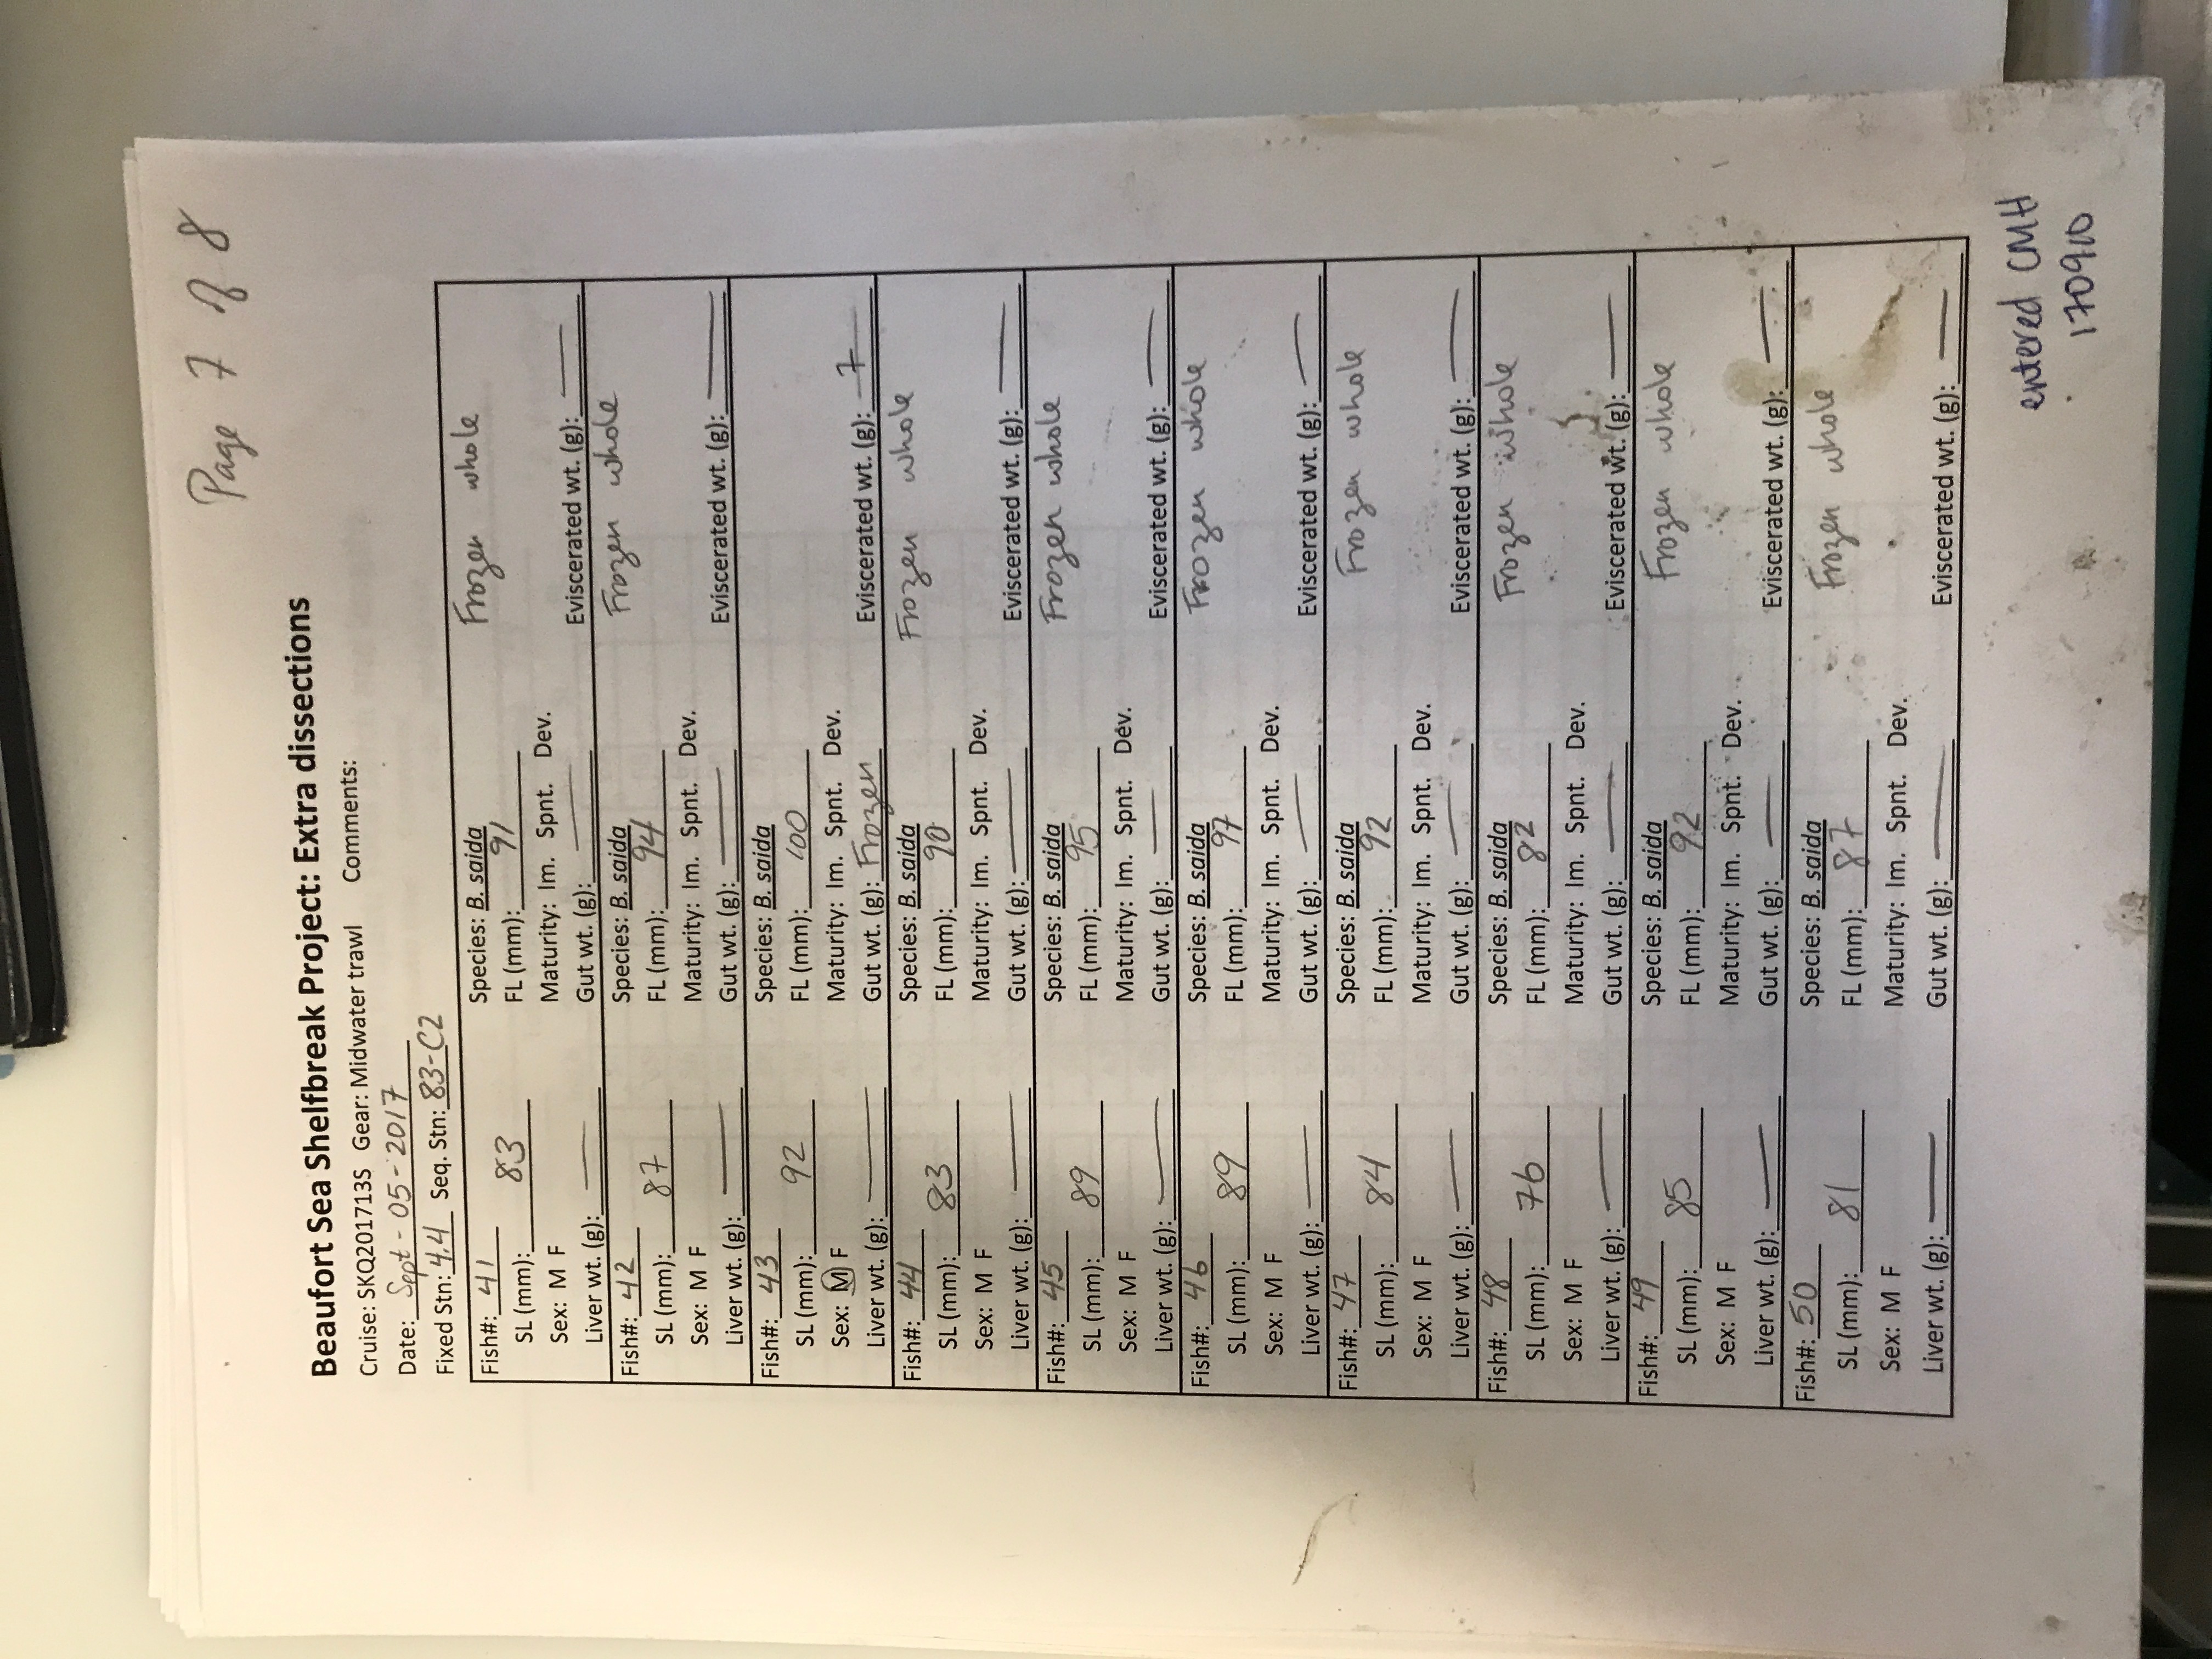 Page 7 of 8
Beaufort Sea Shelfbreak Project: Extra dissections
Cruise: SKQ201713S Gear: Midwater trawl Comments:
Date: Sept-05-2017
Fixed Stn: 4.4 Seq. Stn: 83-C2
Fish#: 41 Species: B. saida Frozen whole
SL (mm): 83 FL (mm): 91
Sex: M F Maturity: Im. Spnt. Dev.
Liver wt. (g): — Gut wt. (g): — Eviscerated wt. (g): —
Fish#: 42 Species: B. saida Frozen whole
SL (mm): 87 FL (mm): 94
Sex: M F Maturity: Im. Spnt. Dev.
Liver wt. (g): — Gut wt. (g): — Eviscerated wt. (g): —
Fish#: 43 Species: B. saida
SL (mm): 92 FL (mm): 100
Sex: M F Maturity: Im. Spnt. Dev.
Liver wt. (g): — Gut wt. (g): Frozen Eviscerated wt. (g): 7
Fish#: 44 Species: B. saida Frozen whole
SL (mm): 83 FL (mm): 90
Sex: M F Maturity: Im. Spnt. Dev.
Liver wt. (g): — Gut wt. (g): — Eviscerated wt. (g): —
Fish#: 45 Species: B. saida Frozen whole
SL (mm): 89 FL (mm): 95
Sex: M F Maturity: Im. Spnt. Dev.
Liver wt. (g): — Gut wt. (g): — Eviscerated wt. (g): —
Fish#: 46 Species: B. saida Frozen whole
SL (mm): 89 FL (mm): 97
Sex: M F Maturity: Im. Spnt. Dev.
Liver wt. (g): — Gut wt. (g): — Eviscerated wt. (g): —
Fish#: 47 Species: B. saida Frozen whole
SL (mm): 84 FL (mm): 92
Sex: M F Maturity: Im. Spnt. Dev.
Liver wt. (g): — Gut wt. (g): — Eviscerated wt. (g): —
Fish#: 48 Species: B. saida Frozen whole
SL (mm): 76 FL (mm): 82
Sex: M F Maturity: Im. Spnt. Dev.
Liver wt. (g): — Gut wt. (g): — Eviscerated wt. (g): —
Fish#: 49 Species: B. saida Frozen whole
SL (mm): 85 FL (mm): 92
Sex: M F Maturity: Im. Spnt. Dev.
Liver wt. (g): — Gut wt. (g): — Eviscerated wt. (g): —
Fish#: 50 Species: B. saida Frozen whole
SL (mm): 81 FL (mm): 87
Sex: M F Maturity: Im. Spnt. Dev.
Liver wt. (g): — Gut wt. (g): — Eviscerated wt. (g): —
entered CMH
170910